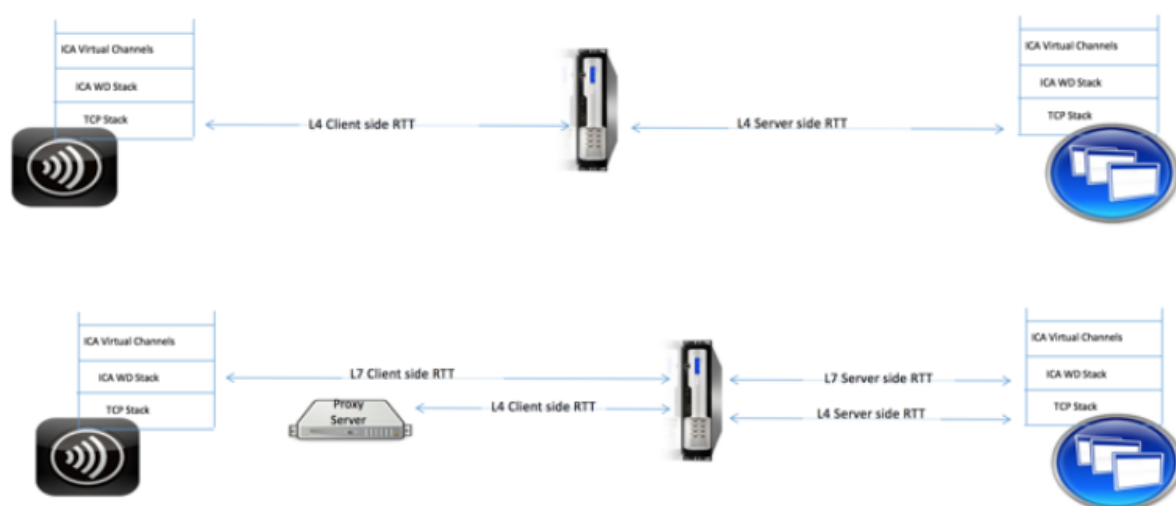 ICA Virtual Channels
ICA WD Stack
TCP Stack
L4 Client side RTT
L4 Server side RTT
ICA Virtual Channels
ICA WD Stack
TCP Stack
ICA Virtual Channels
ICA WD Stack
TCP Stack
L7 Client side RTT
Proxy
Server
L4 Client side RTT
L7 Server side RTT
L4 Server side RTT
ICA Virtual Channels
ICA WD Stack
TCP Stack